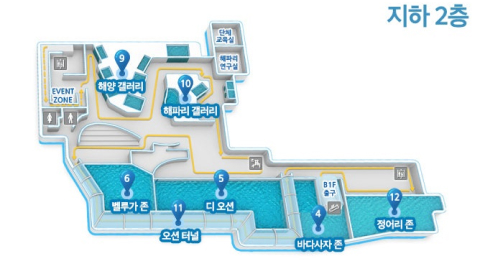 지하 2층
단체
교육실
해파리
연구실
9
해양 갤러리
10
해파리 갤러리
EVENT
ZONE
6
벨루가 존
5
디 오션
11
오션 터널
4
바다사자 존
B1F
출구
12
정어리 존